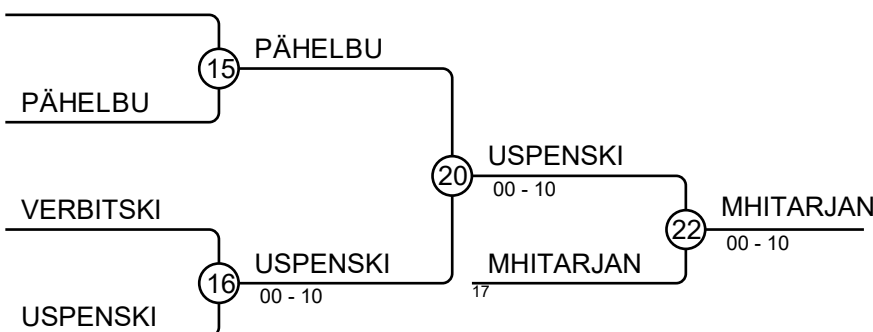 PÄHELBU
15
PÄHELBU
VERBITSKI
16
USPENSKI
00 - 10
USPENSKI
20
USPENSKI
00 - 10
MHITARJAN
17
22
MHITARJAN
00 - 10